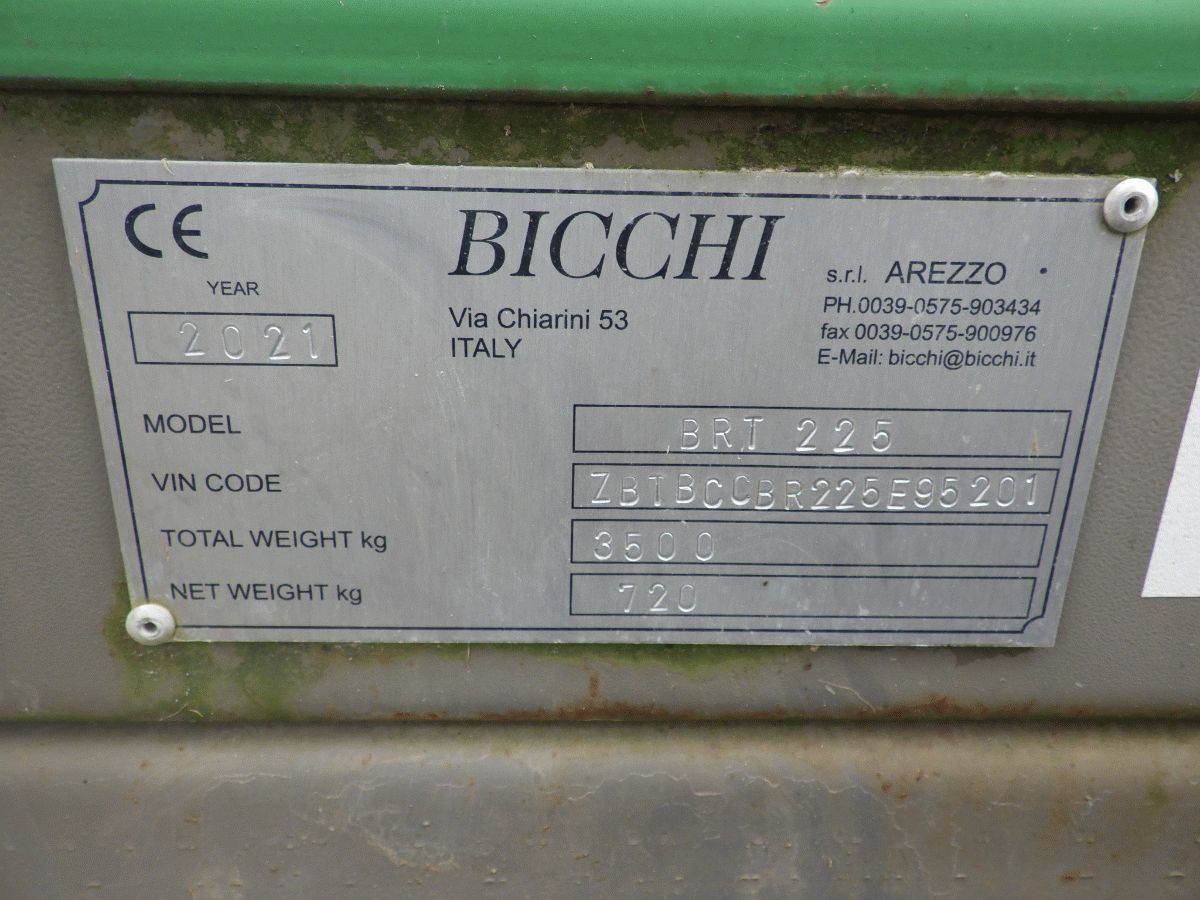 CE
BICCHI
s.r.l. AREZZO
YEAR
2021
Via Chiarini 53
ITALY
PH.0039-0575-903434
fax 0039-0575-900976
E-Mail: bicchi@bicchi.it
MODEL BRT 225
VIN CODE ZBTBCCBR225E95201
TOTAL WEIGHT kg 3500
NET WEIGHT kg 720